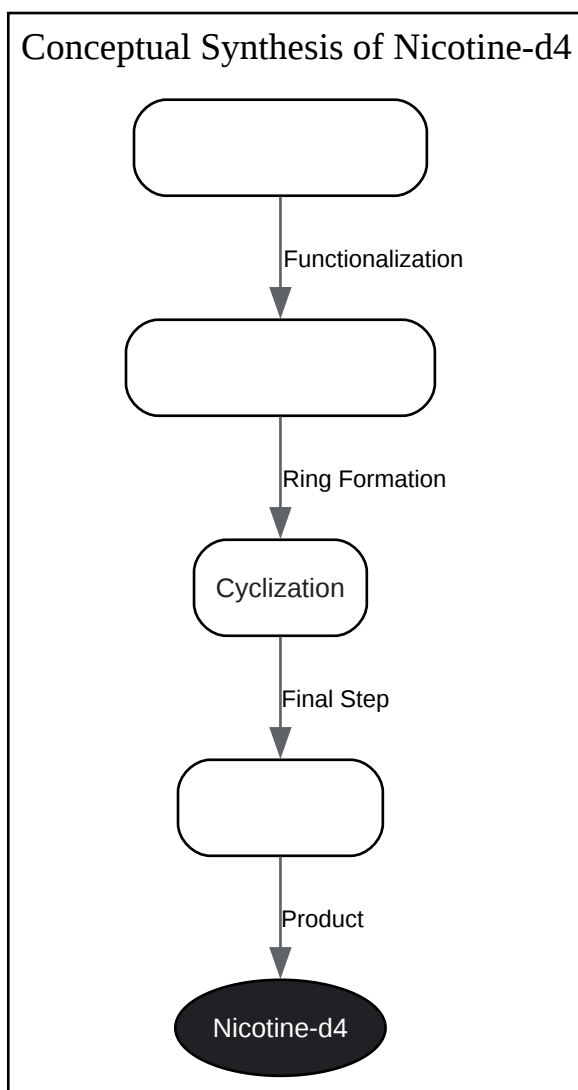 Conceptual Synthesis of Nicotine-d4
Functionalization
Ring Formation
Cyclization
Final Step
Product
Nicotine-d4